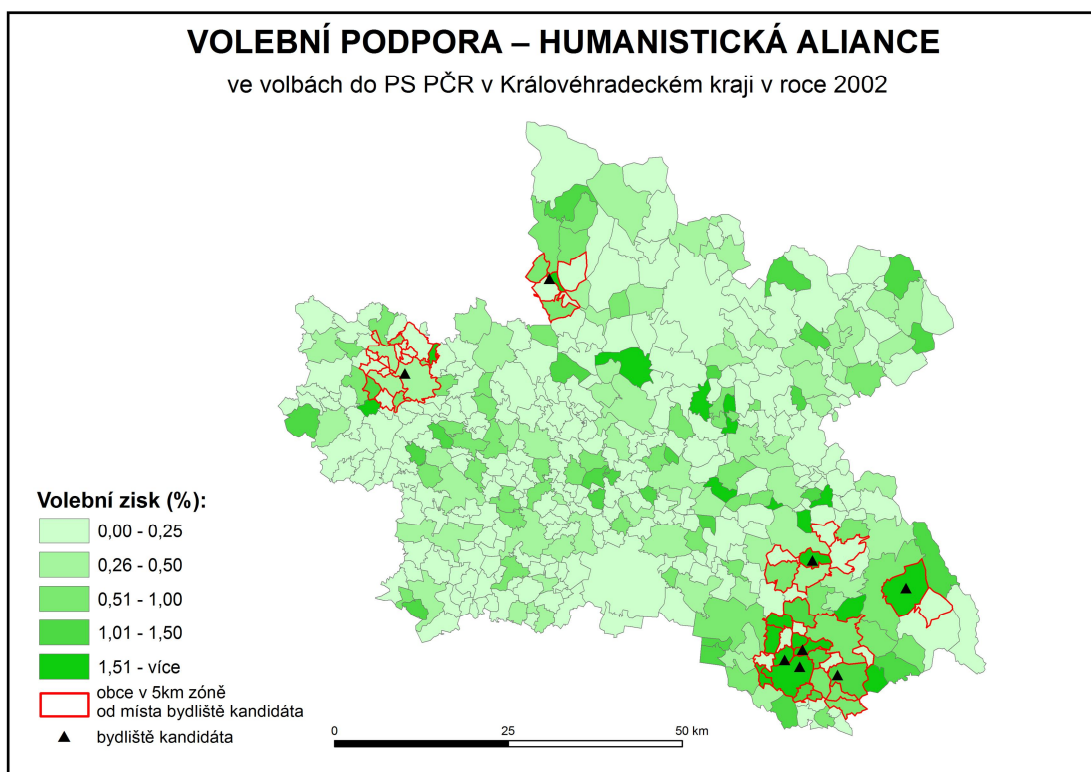 VOLEBNÍ PODPORA – HUMANISTICKÁ ALIANCE
ve volbách do PS PČR v Královéhradeckém kraji v roce 2002
Volební zisk (%):
0,00 - 0,25
0,26 - 0,50
0,51 - 1,00
1,01 - 1,50
1,51 - více
obce v 5km zóně
od místa bydliště kandidáta
bydliště kandidáta
0 25 50 km